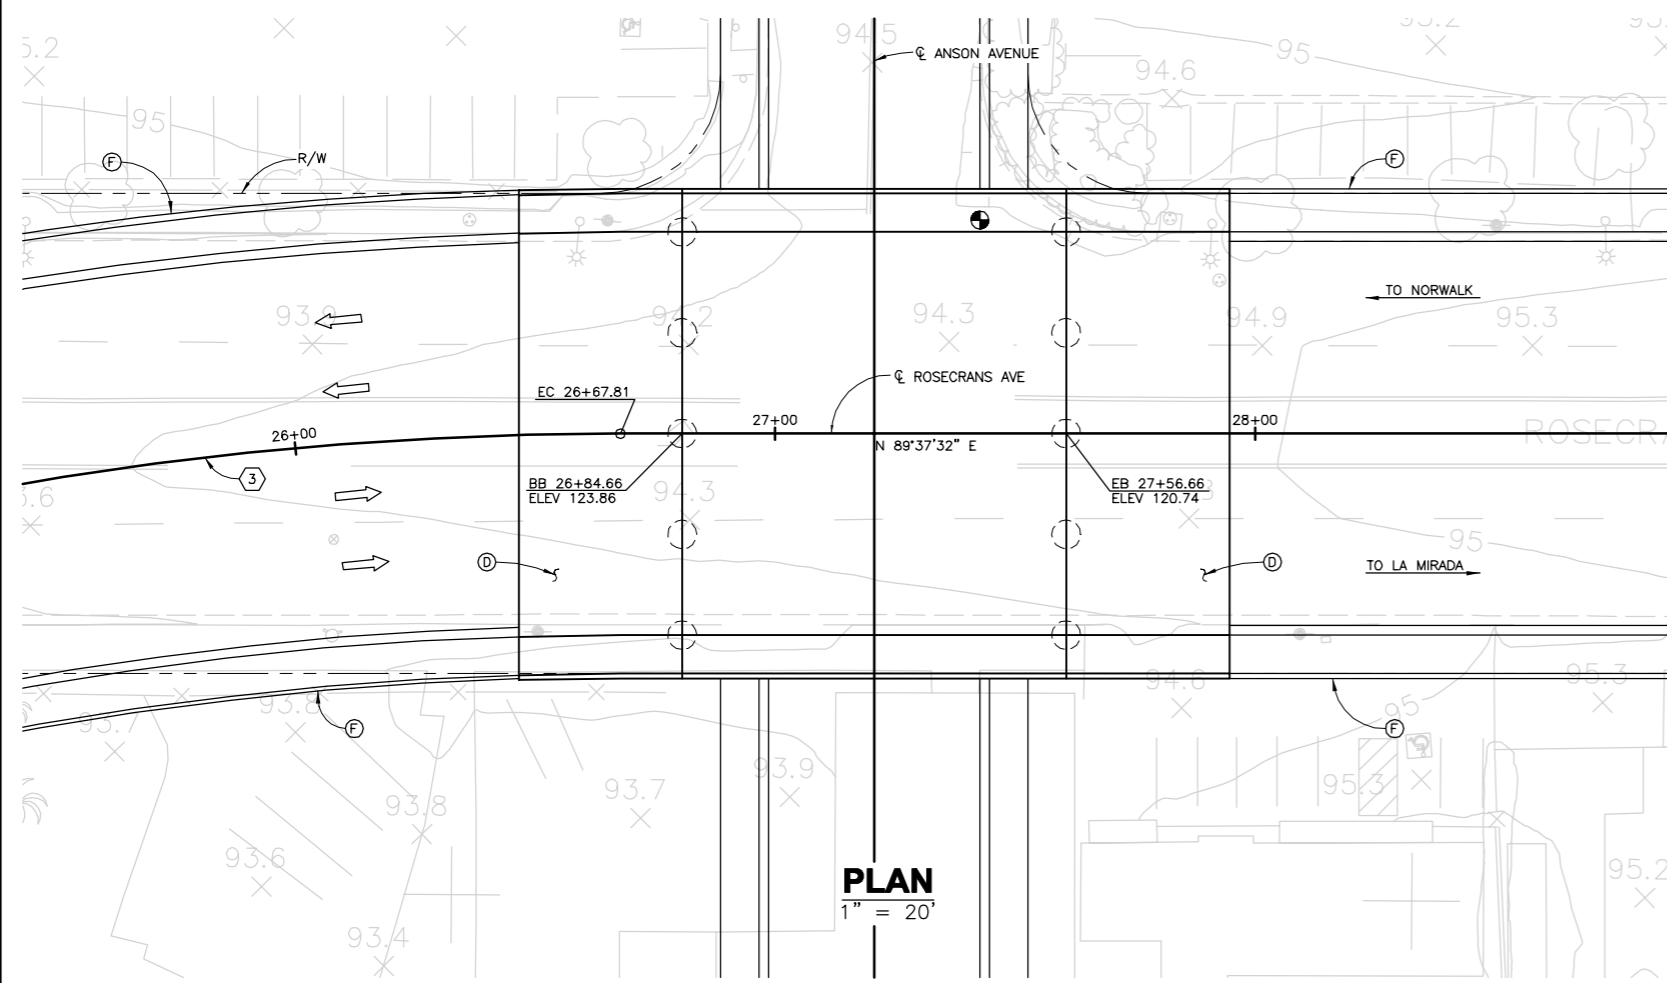 5.2
94.5
℄ ANSON AVENUE
95.2
95
94.6
95
F
R/W
F
TO NORWALK
93.9
94.2
94.3
94.9
95.3
℄ ROSECRANS AVE
EC 26+67.81
26+00
27+00
28+00
N 89°37'32" E
ROSECRA
3
BB 26+84.66
ELEV 123.86
94.3
EB 27+56.66
ELEV 120.74
3.6
95
D
D
TO LA MIRADA
94.6
95.3
93.7
93.8
F
95
F
93.9
93.7
95.3
93.8
93.6
95.2
PLAN
1" = 20'
93.4